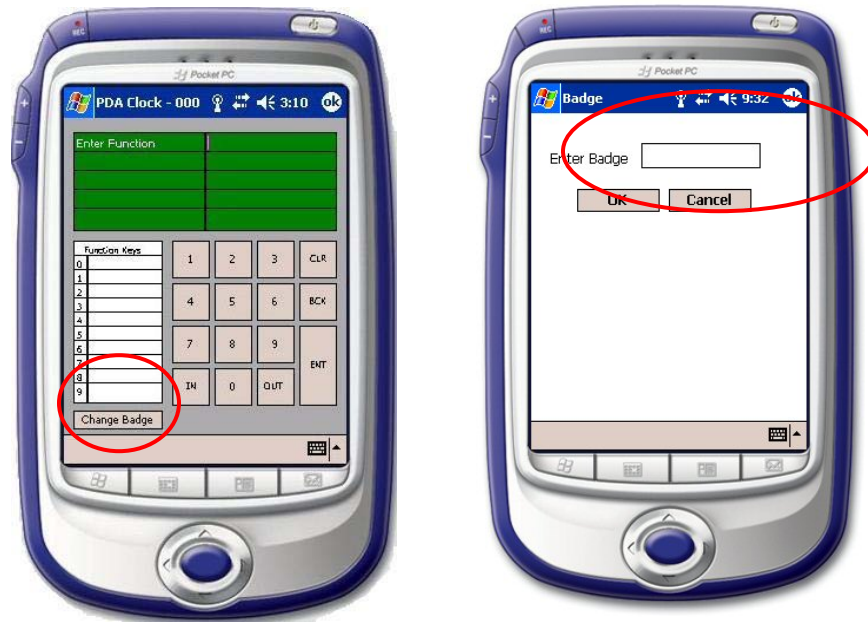 REC
Pocket PC
PDA Clock - 000 3:10 ok
Enter Function
Function Keys
0
1
2
3
4
5
6
7
8
9
1 2 3 CLR
4 5 6 BCK
7 8 9
ENT
IN 0 OUT
Change Badge
REC
Pocket PC
Badge 9:32 ok
Enter Badge
OK Cancel